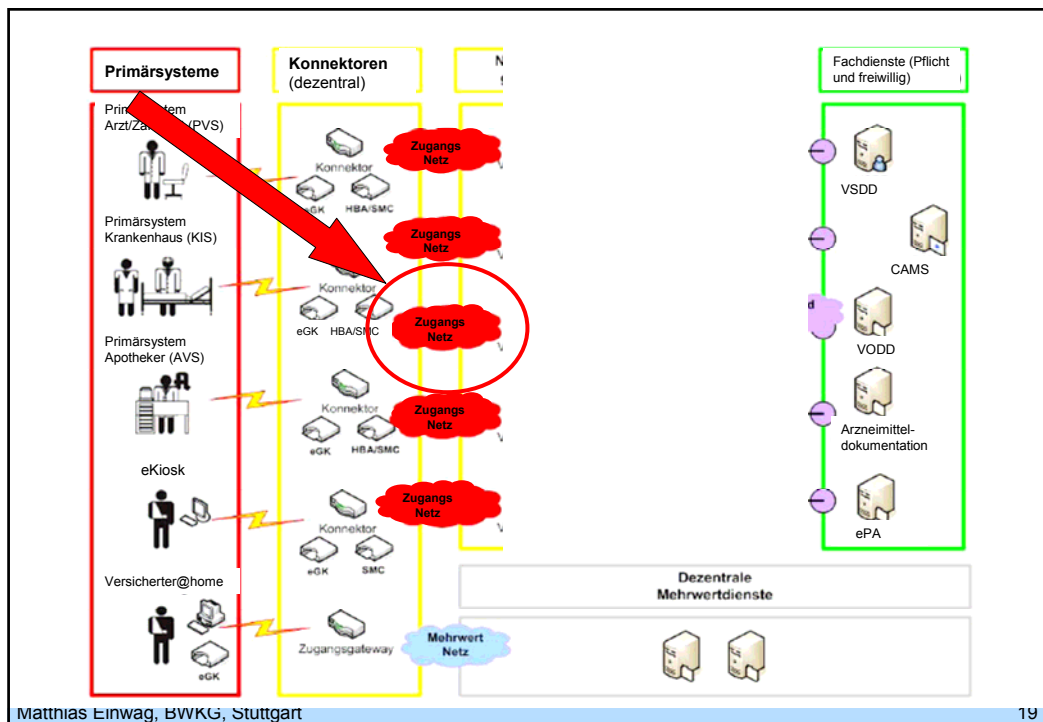 Primärsysteme
Konnektoren
(dezentral)
Fachdienste (Pflicht
und freiwillig)
Primärsystem
(PVS)
Konnektor
eGK HBA/SMC
Zugangs
Netz
Primärsystem
Krankenhaus (KIS)
Konnektor
eGK HBA/SMC
Zugangs
Netz
Zugangs
Netz
Primärsystem
Apotheker (AVS)
Konnektor
eGK HBA/SMC
Zugangs
Netz
eKiosk
Konnektor
eGK SMC
Zugangs
Netz
Versicherter@home
eGK
Zugangsgateway
Mehrwert
Netz
VSDD
CAMS
VODD
Arzneimittel-
dokumentation
ePA
Dezentrale
Mehrwertdienste
Matthias Einwag, BWKG, Stuttgart
19